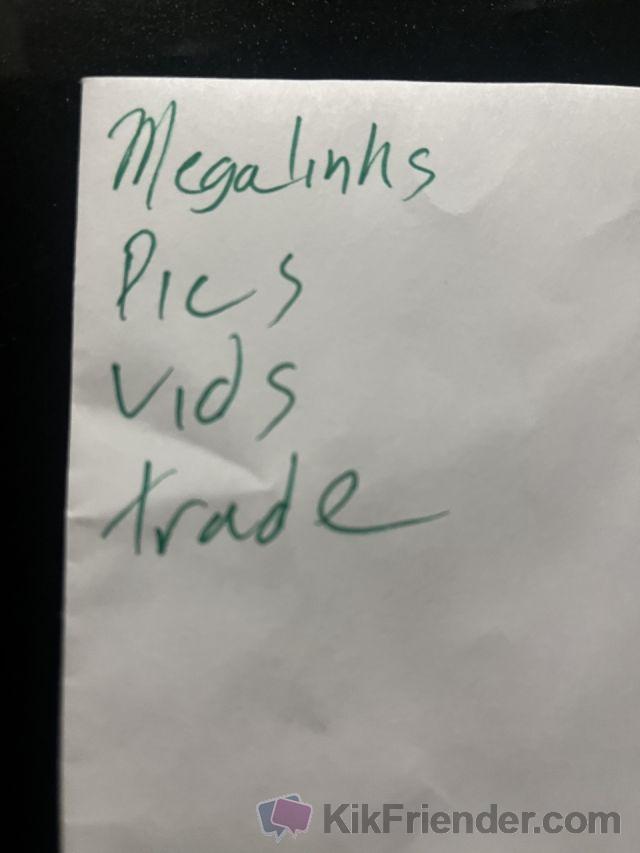 Megalinks
Pics
Vids
trade
KikFriender.com